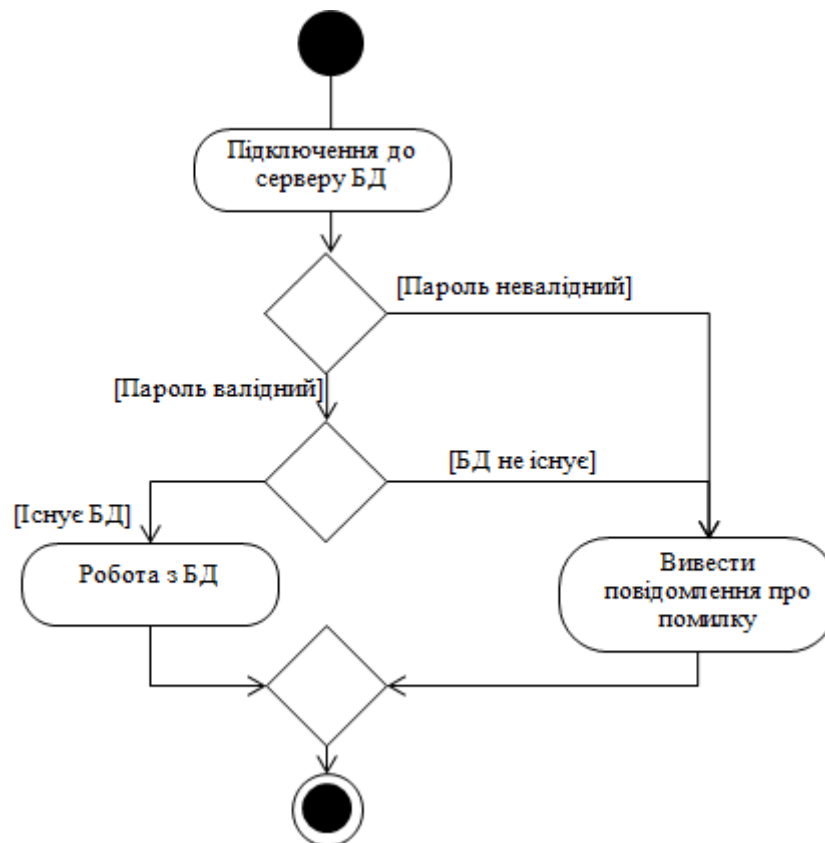 Підключення до
серверу БД
[Пароль невалідний]
[Пароль валідний]
[БД не існує]
[Існує БД]
Робота з БД
Вивести
повідомлення про
помилку